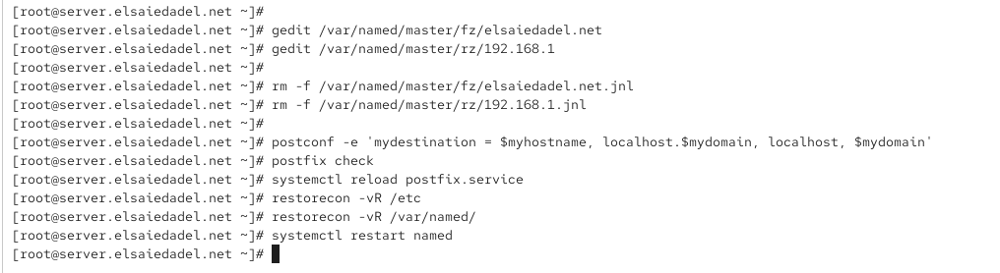 [root@server.elsaiedadel.net ~]#
[root@server.elsaiedadel.net ~]# gedit /var/named/master/fz/elsaiedadel.net
[root@server.elsaiedadel.net ~]# gedit /var/named/master/rz/192.168.1
[root@server.elsaiedadel.net ~]#
[root@server.elsaiedadel.net ~]# rm -f /var/named/master/fz/elsaiedadel.net.jnl
[root@server.elsaiedadel.net ~]# rm -f /var/named/master/rz/192.168.1.jnl
[root@server.elsaiedadel.net ~]#
[root@server.elsaiedadel.net ~]# postconf -e 'mydestination = $myhostname, localhost.$mydomain, localhost, $mydomain'
[root@server.elsaiedadel.net ~]# postfix check
[root@server.elsaiedadel.net ~]# systemctl reload postfix.service
[root@server.elsaiedadel.net ~]# restorecon -vR /etc
[root@server.elsaiedadel.net ~]# restorecon -vR /var/named/
[root@server.elsaiedadel.net ~]# systemctl restart named
[root@server.elsaiedadel.net ~]#